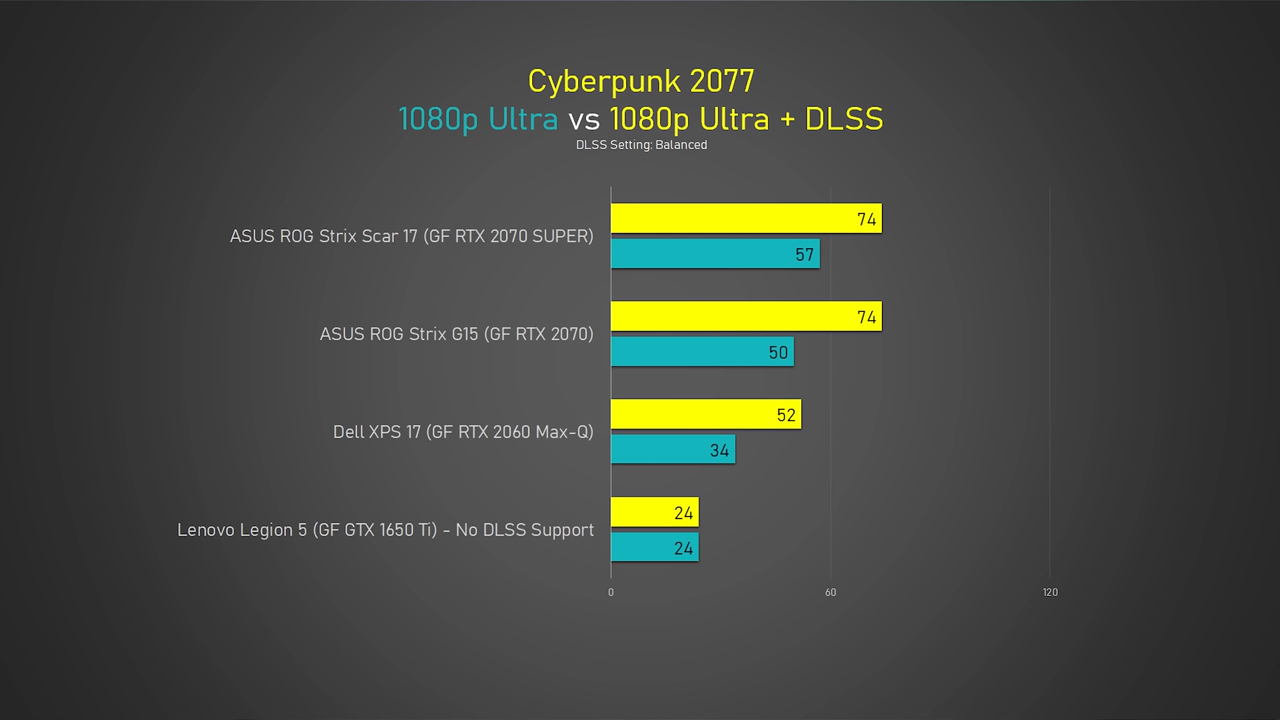 Cyberpunk 2077
1080p Ultra vs 1080p Ultra + DLSS
DLSS Setting: Balanced
ASUS ROG Strix Scar 17 (GF RTX 2070 SUPER)
74
57
ASUS ROG Strix G15 (GF RTX 2070)
74
50
Dell XPS 17 (GF RTX 2060 Max-Q)
52
34
Lenovo Legion 5 (GF GTX 1650 Ti) - No DLSS Support
24
24
0 60 120